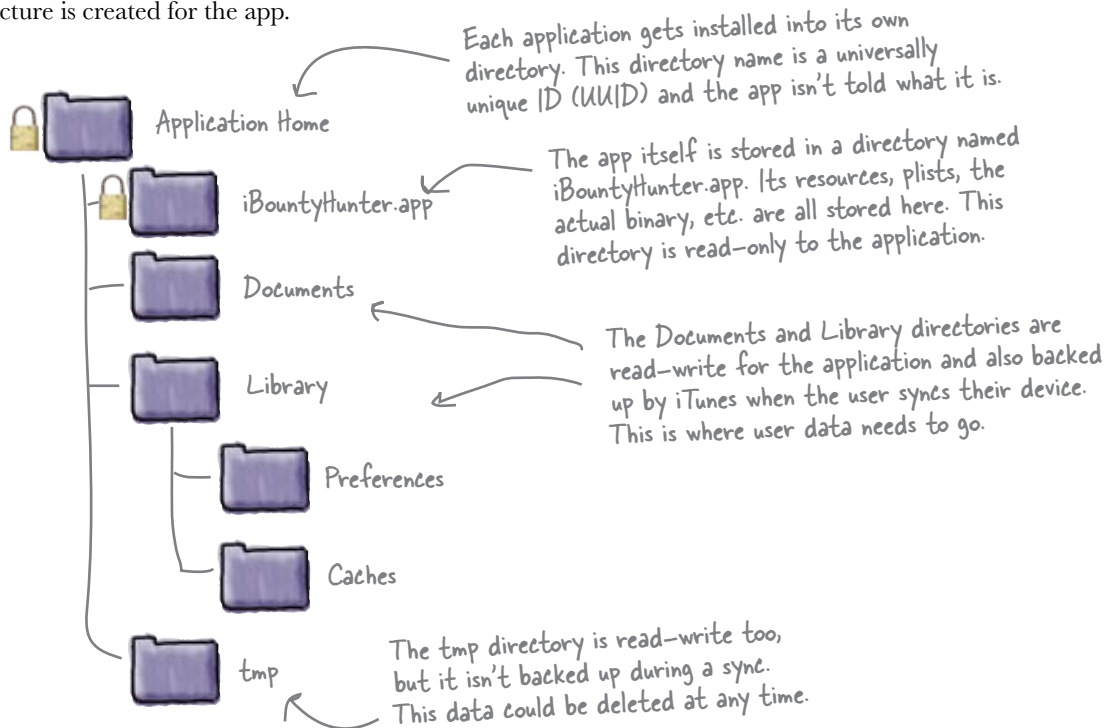 cture is created for the app.
Each application gets installed into its own
directory. This directory name is a universally
unique ID (UUID) and the app isn't told what it is.
Application Home
The app itself is stored in a directory named
iBountyHunter.app. Its resources, plists, the
actual binary, etc. are all stored here. This
directory is read-only to the application.
iBountyHunter.app
Documents
The Documents and Library directories are
read-write for the application and also backed
up by iTunes when the user syncs their device.
This is where user data needs to go.
Library
Preferences
Caches
The tmp directory is read-write too,
but it isn't backed up during a sync.
This data could be deleted at any time.
tmp